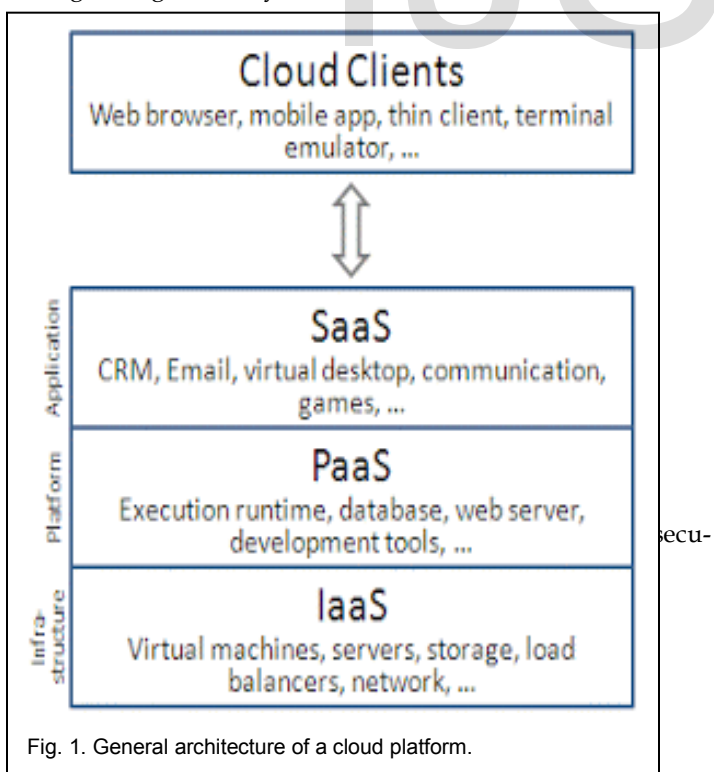 Cloud Clients
Web browser, mobile app, thin client, terminal
emulator, ...
Application
SaaS
CRM, Email, virtual desktop, communication,
games, ...
Platform
PaaS
Execution runtime, database, web server,
development tools, ...
secu-
Infra-
structure
IaaS
Virtual machines, servers, storage, load
balancers, network, ...
Fig. 1. General architecture of a cloud platform.